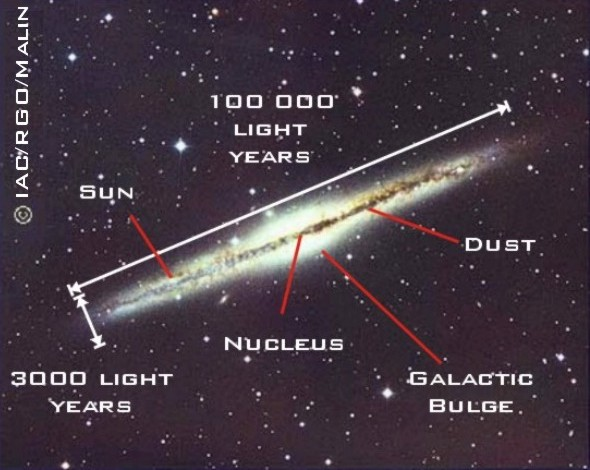 © IAC/RGO/MALIN
100 000
LIGHT
YEARS
SUN
DUST
NUCLEUS
3000 LIGHT
YEARS
GALACTIC
BULGE